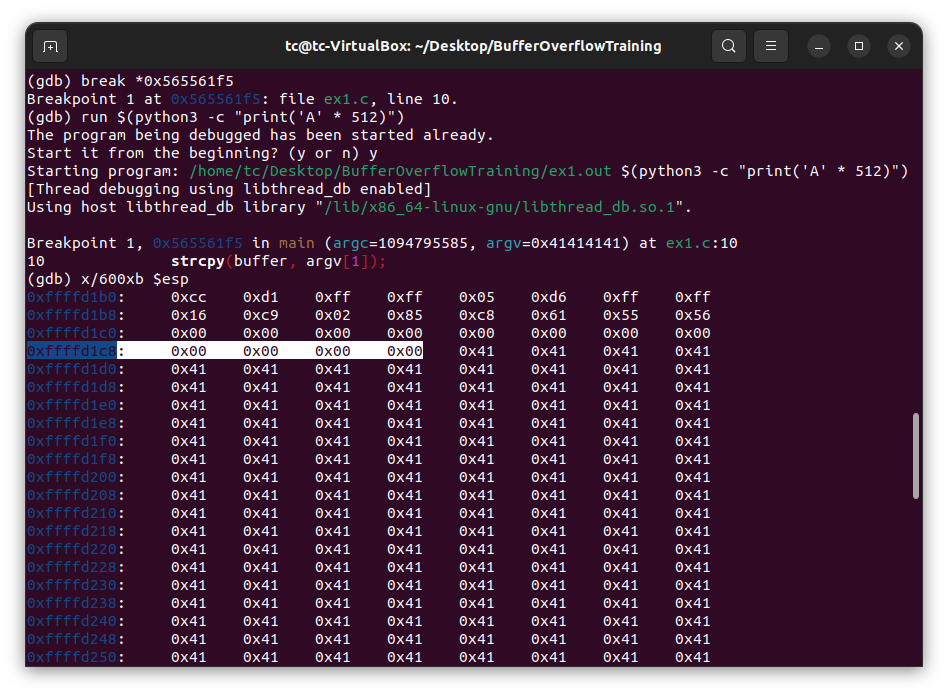 tc@tc-VirtualBox: ~/Desktop/BufferOverflowTraining
(gdb) break *0x565561f5
Breakpoint 1 at 0x565561f5: file ex1.c, line 10.
(gdb) run $(python3 -c "print('A' * 512)")
The program being debugged has been started already.
Start it from the beginning? (y or n) y
Starting program: /home/tc/Desktop/BufferOverflowTraining/ex1.out $(python3 -c "print('A' * 512)")
[Thread debugging using libthread_db enabled]
Using host libthread_db library "/lib/x86_64-linux-gnu/libthread_db.so.1".
Breakpoint 1, 0x565561f5 in main (argc=1094795585, argv=0x41414141) at ex1.c:10
10 strcpy(buffer, argv[1]);
(gdb) x/600xb $esp
0xffffd1b0: 0xcc 0xd1 0xff 0xff 0x05 0xd6 0xff 0xff
0xffffd1b8: 0x16 0xc9 0x02 0x85 0xc8 0x61 0x55 0x56
0xffffd1c0: 0x00 0x00 0x00 0x00 0x00 0x00 0x00 0x00
0xffffd1c8: 0x00 0x00 0x00 0x00 0x41 0x41 0x41 0x41
0xffffd1d0: 0x41 0x41 0x41 0x41 0x41 0x41 0x41 0x41
0xffffd1d8: 0x41 0x41 0x41 0x41 0x41 0x41 0x41 0x41
0xffffd1e0: 0x41 0x41 0x41 0x41 0x41 0x41 0x41 0x41
0xffffd1e8: 0x41 0x41 0x41 0x41 0x41 0x41 0x41 0x41
0xffffd1f0: 0x41 0x41 0x41 0x41 0x41 0x41 0x41 0x41
0xffffd1f8: 0x41 0x41 0x41 0x41 0x41 0x41 0x41 0x41
0xffffd200: 0x41 0x41 0x41 0x41 0x41 0x41 0x41 0x41
0xffffd208: 0x41 0x41 0x41 0x41 0x41 0x41 0x41 0x41
0xffffd210: 0x41 0x41 0x41 0x41 0x41 0x41 0x41 0x41
0xffffd218: 0x41 0x41 0x41 0x41 0x41 0x41 0x41 0x41
0xffffd220: 0x41 0x41 0x41 0x41 0x41 0x41 0x41 0x41
0xffffd228: 0x41 0x41 0x41 0x41 0x41 0x41 0x41 0x41
0xffffd230: 0x41 0x41 0x41 0x41 0x41 0x41 0x41 0x41
0xffffd238: 0x41 0x41 0x41 0x41 0x41 0x41 0x41 0x41
0xffffd240: 0x41 0x41 0x41 0x41 0x41 0x41 0x41 0x41
0xffffd248: 0x41 0x41 0x41 0x41 0x41 0x41 0x41 0x41
0xffffd250: 0x41 0x41 0x41 0x41 0x41 0x41 0x41 0x41